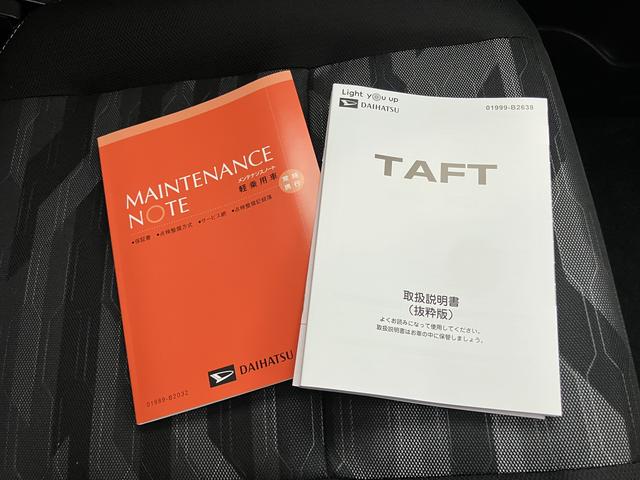 MAINTENANCE
NOTE
メンテナンスノート
軽乗用車
常時
携行
•保証書 •点検整備方式 •サービス網 •点検整備記録簿
DAIHATSU
01999-B2032
Light you up
DAIHATSU
01999-B2638
TAFT
取扱説明書
（抜粋版）
よくお読みになって使用してください。
取扱説明書はお車の中に保管しましょう。